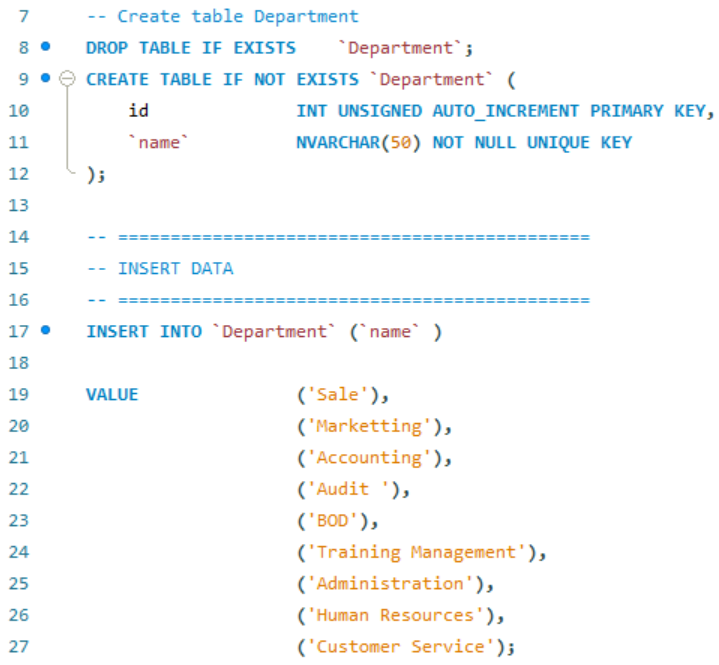 7 -- Create table Department
8 DROP TABLE IF EXISTS `Department`;
9 CREATE TABLE IF NOT EXISTS `Department` (
10 id INT UNSIGNED AUTO_INCREMENT PRIMARY KEY,
11 `name` NVARCHAR(50) NOT NULL UNIQUE KEY
12 );
13
14 -- =============================================
15 -- INSERT DATA
16 -- =============================================
17 INSERT INTO `Department` (`name` )
18
19 VALUE ('Sale'),
20 ('Marketting'),
21 ('Accounting'),
22 ('Audit '),
23 ('BOD'),
24 ('Training Management'),
25 ('Administration'),
26 ('Human Resources'),
27 ('Customer Service');